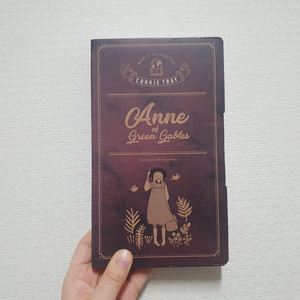 COOKIE TRAY
Anne
of
Green Gables